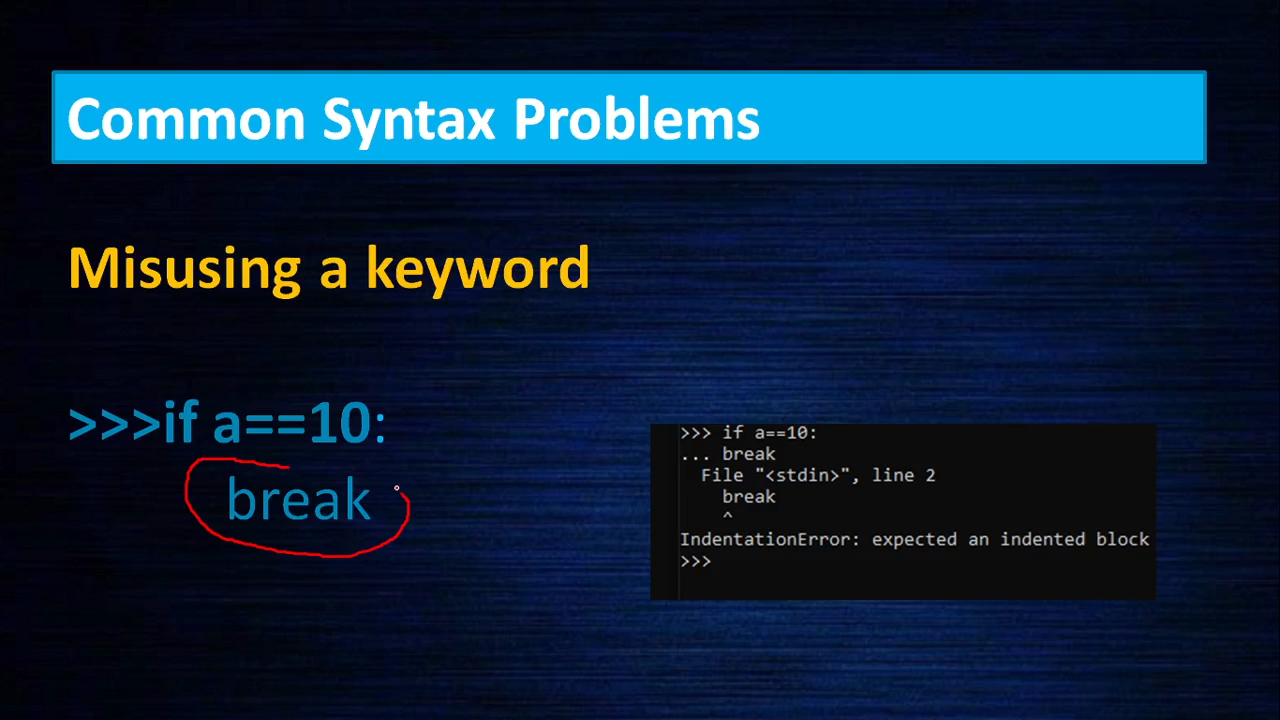 Common Syntax Problems
Misusing a keyword
>>>if a==10:
break
>>> if a==10:
... break
File "<stdin>", line 2
break
^
IndentationError: expected an indented block
>>>